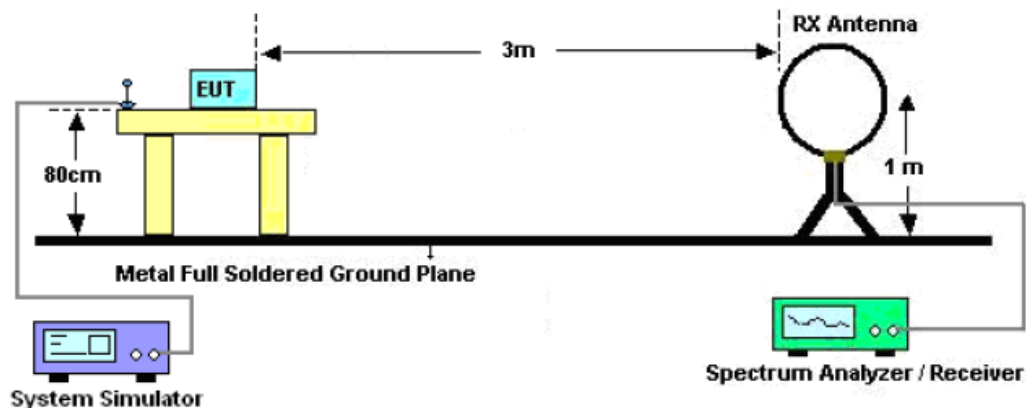 RX Antenna
3m
EUT
80cm
1 m
Metal Full Soldered Ground Plane
System Simulator
Spectrum Analyzer / Receiver